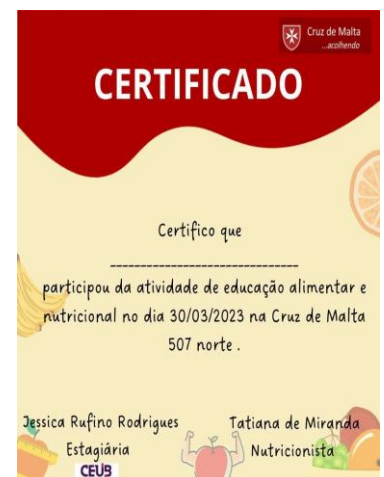 Cruz de Malta
...acolhendo
CERTIFICADO
Certifico que
_______________________________
participou da atividade de educação alimentar e
nutricional no dia 30/03/2023 na Cruz de Malta
507 norte .
Jessica Rufino Rodrigues
Estagiária
CEUB
Tatiana de Miranda
Nutricionista